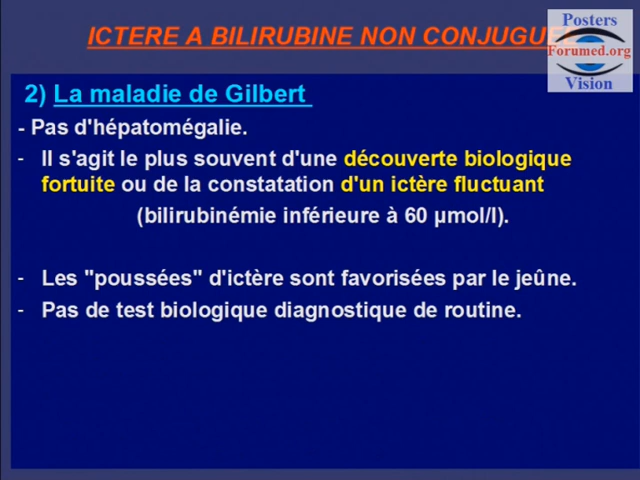 ICTERE A BILIRUBINE NON CONJUGUEE
Posters
Forumed.org
Vision
2) La maladie de Gilbert
- Pas d'hépatomégalie.
- Il s'agit le plus souvent d'une découverte biologique
fortuite ou de la constatation d'un ictère fluctuant
(bilirubinémie inférieure à 60 µmol/l).
- Les "poussées" d'ictère sont favorisées par le jeûne.
- Pas de test biologique diagnostique de routine.